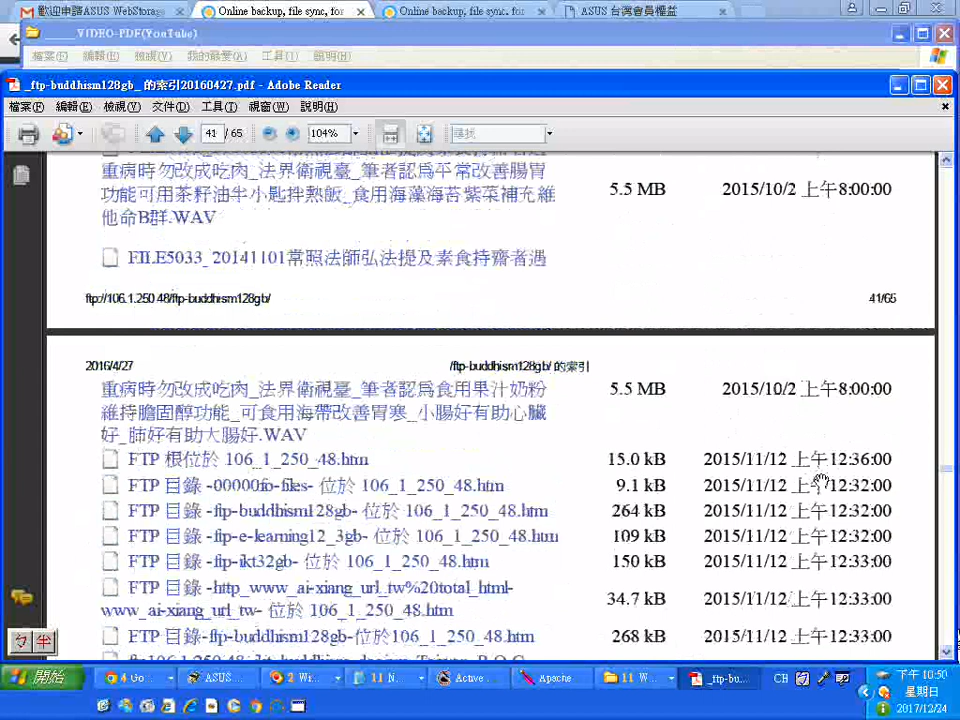 歡迎申請ASUS WebStorage
Online backup, file sync, for
Online backup, file sync. for
ASUS 台灣會員權益
_____VIDEO-PDF(YouTube)
檔案(F) 編輯(E) 檢視(V) 我的最愛(A) 工具(T) 說明(H)
_ftp-buddhism128gb_ 的索引20160427.pdf - Adobe Reader
檔案(F) 編輯(E) 檢視(V) 文件(D) 工具(T) 視窗(W) 說明(H)
41 / 65 104% 尋找
重病時勿改成吃肉_法界衛視臺_筆者認為平常改善腸胃
功能可用茶籽油半小匙拌熱飯_食用海藻海苔紫菜補充維
他命B群.WAV
5.5 MB 2015/10/2 上午8:00:00
FILE5033_20141101常照法師弘法提及素食持齋者遇
ftp://106.1.250.48/ftp-buddhism128gb/ 41/65
2016/4/27 /ftp-buddhism128gb/ 的索引
重病時勿改成吃肉_法界衛視臺_筆者認為食用果汁奶粉
維持膽固醇功能_可食用海帶改善胃寒_小腸好有助心臟
好_肺好有助大腸好.WAV
5.5 MB 2015/10/2 上午8:00:00
FTP 根位於 106_1_250_48.htm 15.0 kB 2015/11/12 上午12:36:00
FTP 目錄 -00000fo-files- 位於 106_1_250_48.htm 9.1 kB 2015/11/12 上午12:32:00
FTP 目錄 -ftp-buddhism128gb- 位於 106_1_250_48.htm 264 kB 2015/11/12 上午12:32:00
FTP 目錄 -ftp-e-learning12_3gb- 位於 106_1_250_48.htm 109 kB 2015/11/12 上午12:32:00
FTP 目錄 -ftp-ikt32gb- 位於 106_1_250_48.htm 150 kB 2015/11/12 上午12:33:00
FTP 目錄 -http_www_ai-xiang_url_tw%20total_html-
www_ai-xiang_url_tw- 位於 106_1_250_48.htm
34.7 kB 2015/11/12 上午12:33:00
FTP 目錄-ftp-buddhism128gb-位於106_1_250_48.htm 268 kB 2015/11/12 上午12:33:00
ㄅ 半
開始 4 Go ASUS... 2 Wi... 11 N... Active... Apache 11 W... _ftp-bu... CH
下午 10:50
星期日
2017/12/24